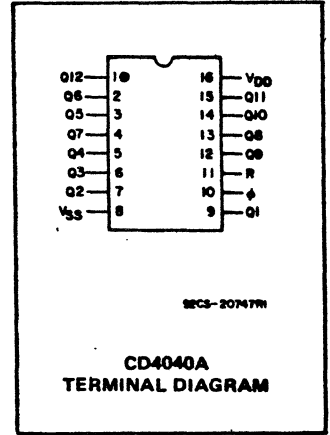 Q12 1 16 VDD
Q6 2 15 Q11
Q5 3 14 Q10
Q7 4 13 Q8
Q4 5 12 Q9
Q3 6 11 R
Q2 7 10 ϕ
VSS 8 9 Q1
92CS-20747R1
CD4040A
TERMINAL DIAGRAM